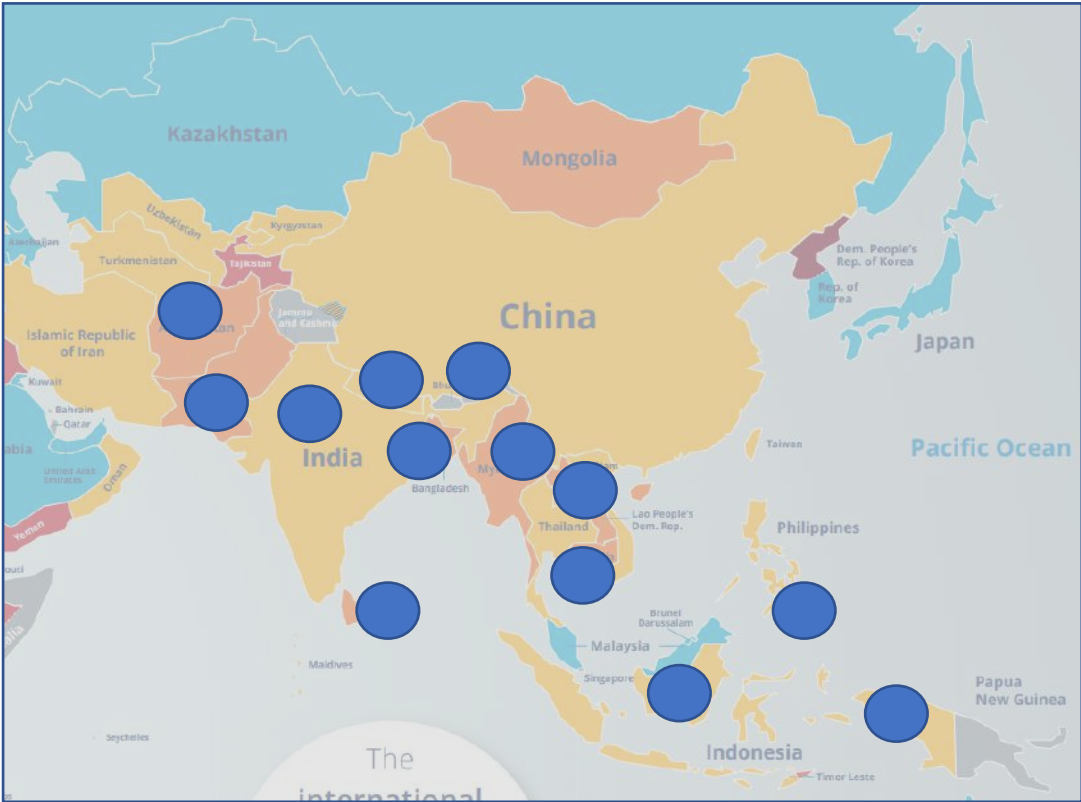 Kazakhstan
Mongolia
Uzbekistan
Kyrgyzstan
Azerbaijan
Turkmenistan
Tajikistan
Dem. People's
Rep. of Korea
Rep. of
Korea
Jammu
and Kashmir
China
Islamic Republic
of Iran
Japan
Kuwait
Bahrain
Qatar
abia
United Arab
Emirates
Oman
India
Bangladesh
Taiwan
Pacific Ocean
Lao People's
Dem. Rep.
Thailand
Philippines
Yemen
outi
alia
Brunei
Darussalam
Malaysia
Singapore
Maldives
Papua
New Guinea
Seychelles
Indonesia
Timor Leste
The
international